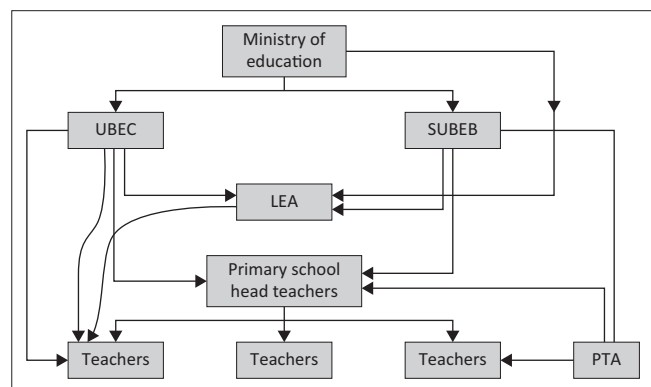 Ministry of
education
UBEC
SUBEB
LEA
Primary school
head teachers
Teachers
Teachers
Teachers
PTA